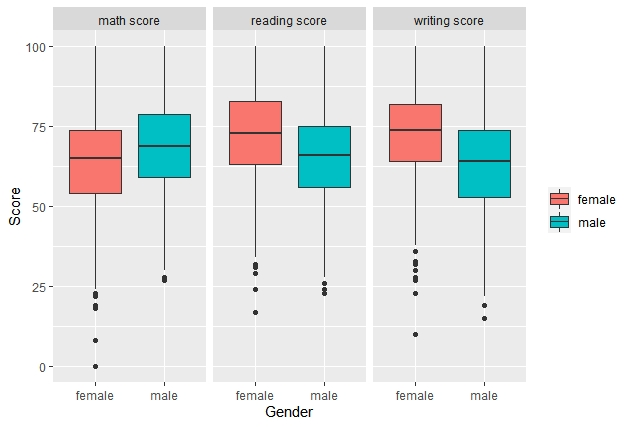 math score
reading score
writing score
100
75
50
25
0
Score
female
male
female
male
female
male
Gender
female
male